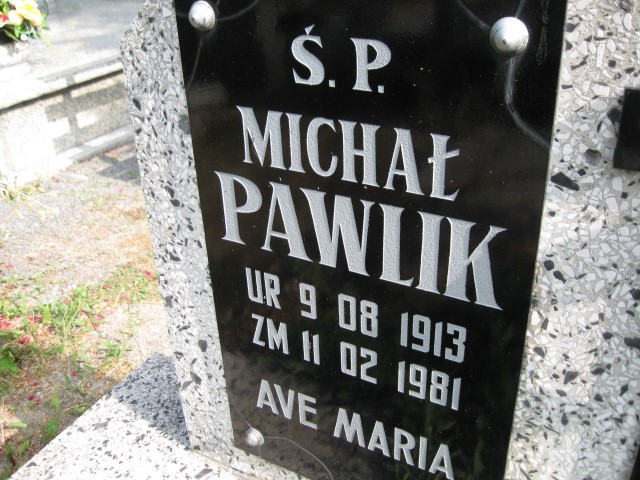 Ś. P.
MICHAŁ
PAWLIK
UR 9 08 1913
ZM 11 02 1981
AVE MARIA